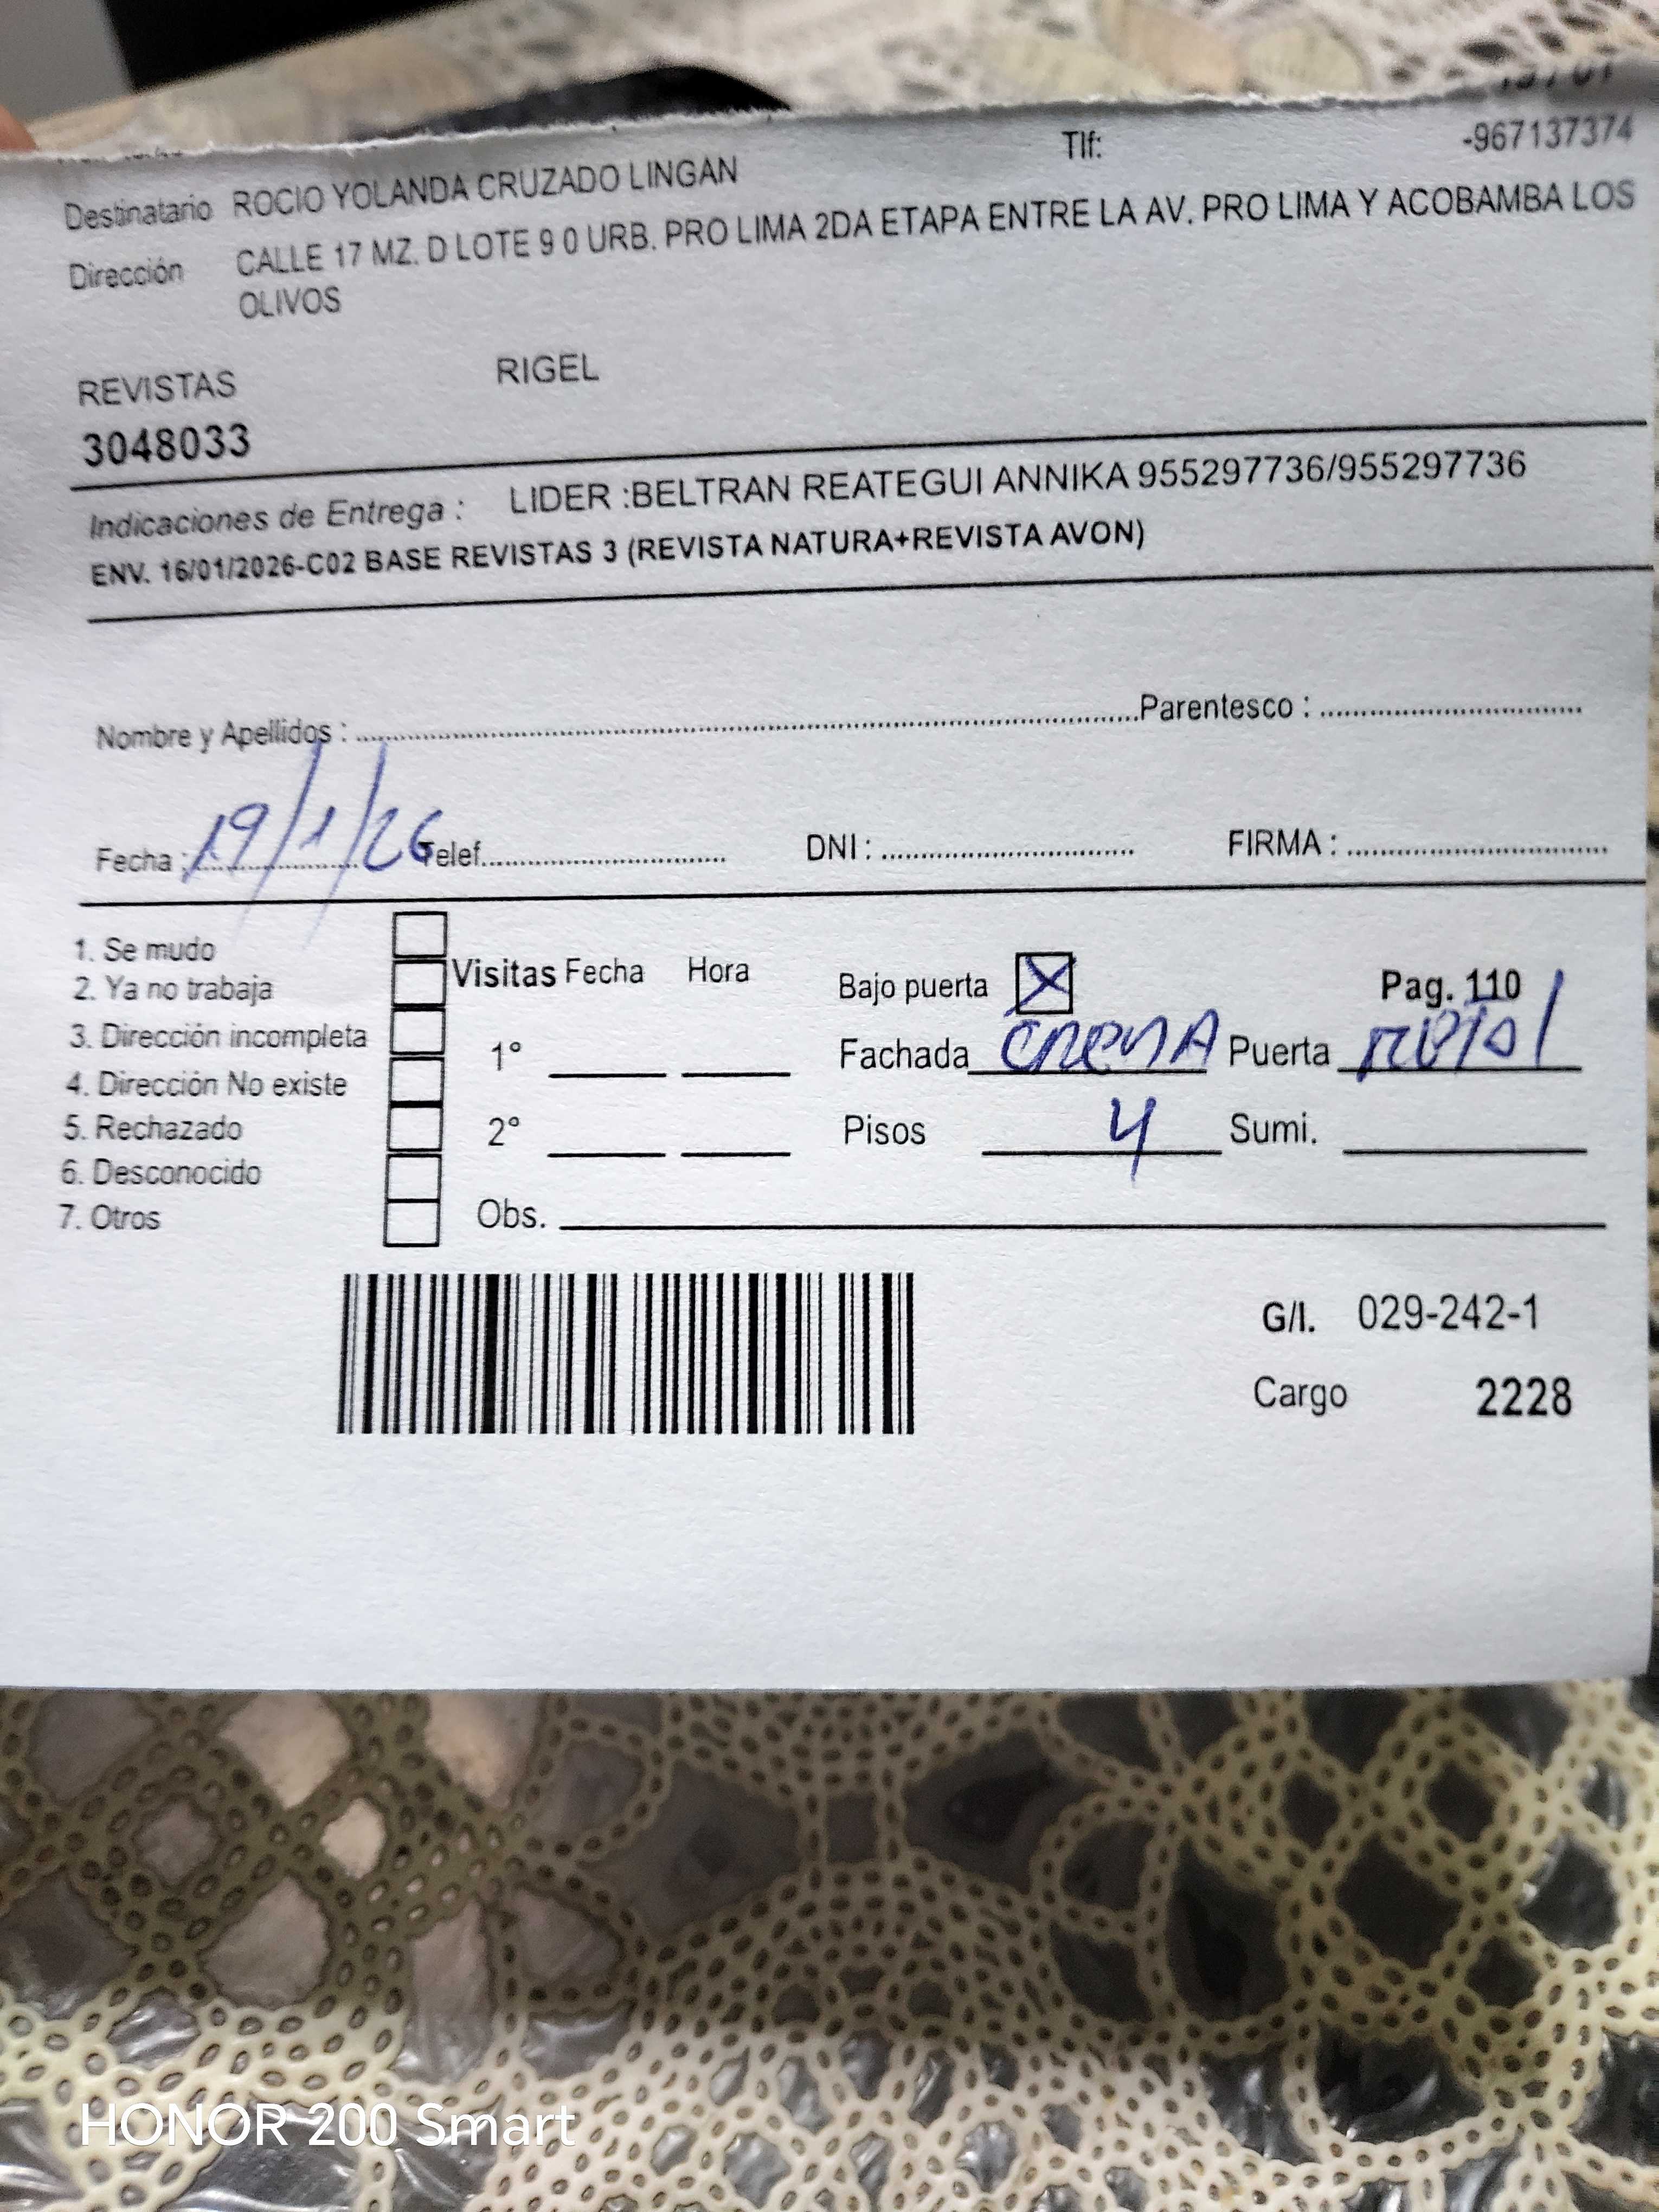 Tlf: -967137374
Destinatario ROCIO YOLANDA CRUZADO LINGAN
Dirección CALLE 17 MZ. D LOTE 9 0 URB. PRO LIMA 2DA ETAPA ENTRE LA AV. PRO LIMA Y ACOBAMBA LOS
OLIVOS
REVISTAS RIGEL
3048033
Indicaciones de Entrega : LIDER :BELTRAN REATEGUI ANNIKA 955297736/955297736
ENV. 16/01/2026-C02 BASE REVISTAS 3 (REVISTA NATURA+REVISTA AVON)
Nombre y Apellidos : Parentesco :
Fecha : 19/1/26 Telef. DNI : FIRMA :
1. Se mudo
2. Ya no trabaja
3. Dirección incompleta
4. Dirección No existe
5. Rechazado
6. Desconocido
7. Otros
Visitas Fecha Hora
1°
2°
Obs.
Bajo puerta X Pag. 110
Fachada CREMA Puerta
Pisos 4 Sumi.
G/I. 029-242-1
Cargo 2228
HONOR 200 Smart